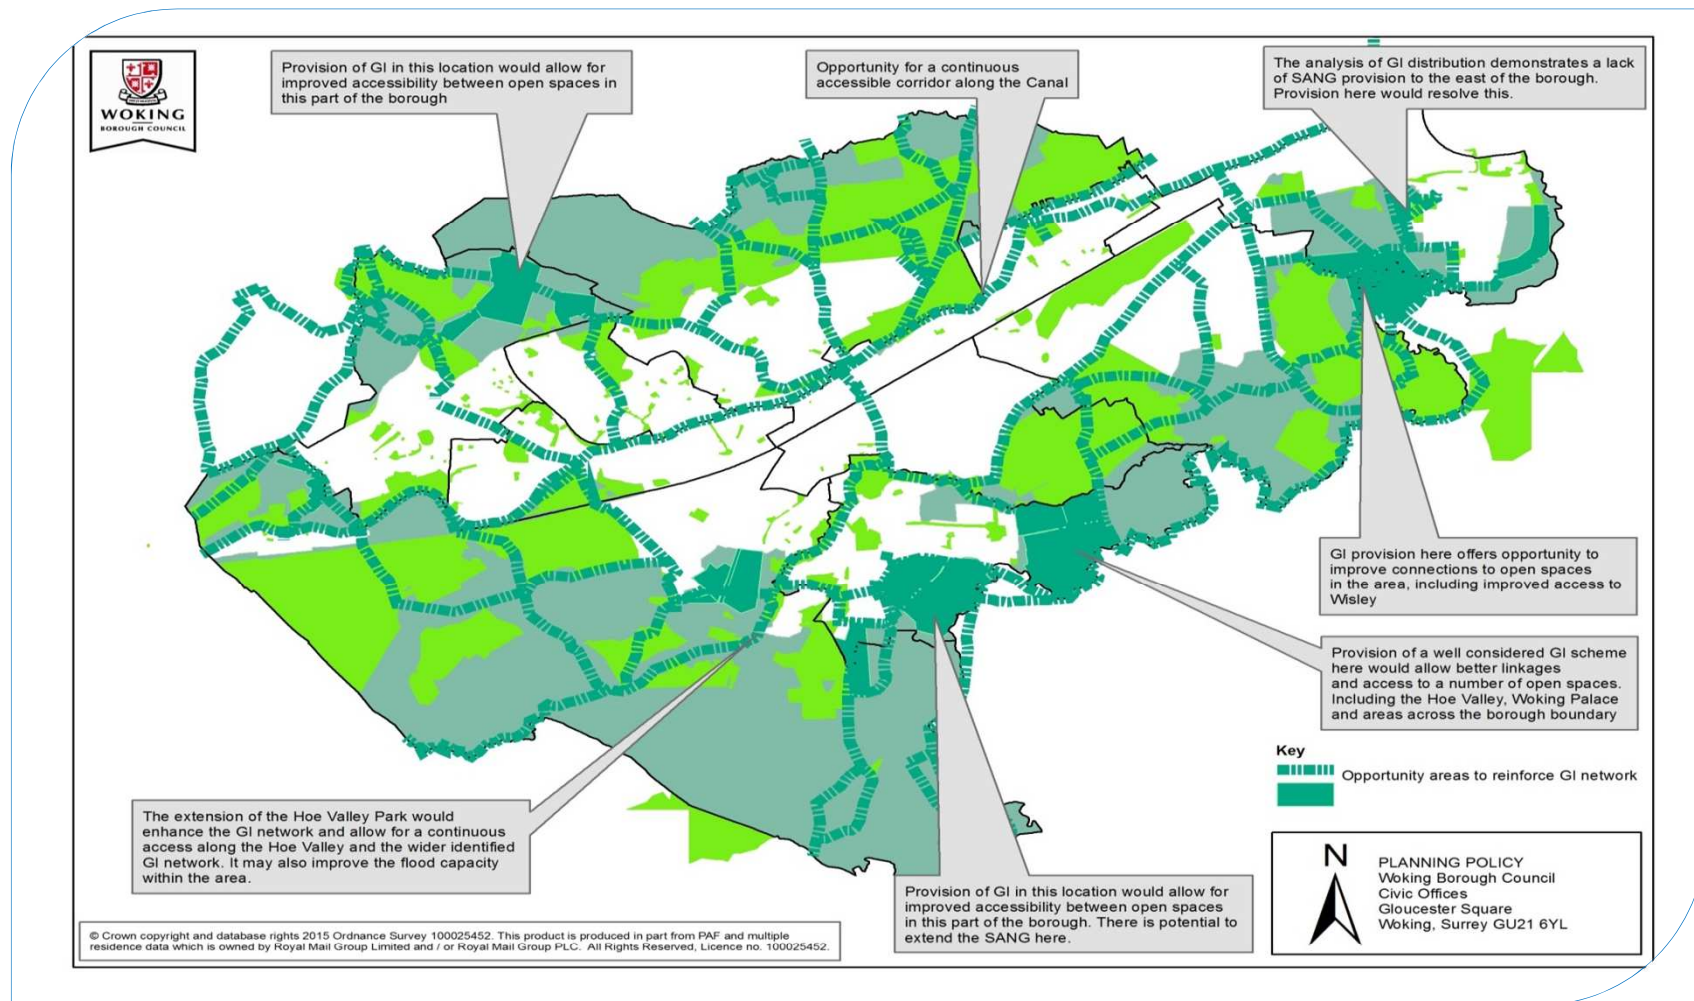 WOKING
BOROUGH COUNCIL
Provision of GI in this location would allow for
improved accessibility between open spaces in
this part of the borough
Opportunity for a continuous
accessible corridor along the Canal
The analysis of GI distribution demonstrates a lack
of SANG provision to the east of the borough.
Provision here would resolve this.
GI provision here offers opportunity to
improve connections to open spaces
in the area, including improved access to
Wisley
Provision of a well considered GI scheme
here would allow better linkages
and access to a number of open spaces.
Including the Hoe Valley, Woking Palace
and areas across the borough boundary
Key
Opportunity areas to reinforce GI network
The extension of the Hoe Valley Park would
enhance the GI network and allow for a continuous
access along the Hoe Valley and the wider identified
GI network. It may also improve the flood capacity
within the area.
Provision of GI in this location would allow for
improved accessibility between open spaces
in this part of the borough. There is potential to
extend the SANG here.
N
PLANNING POLICY
Woking Borough Council
Civic Offices
Gloucester Square
Woking, Surrey GU21 6YL
© Crown copyright and database rights 2015 Ordnance Survey 100025452. This product is produced in part from PAF and multiple
residence data which is owned by Royal Mail Group Limited and / or Royal Mail Group PLC. All Rights Reserved, Licence no. 100025452.